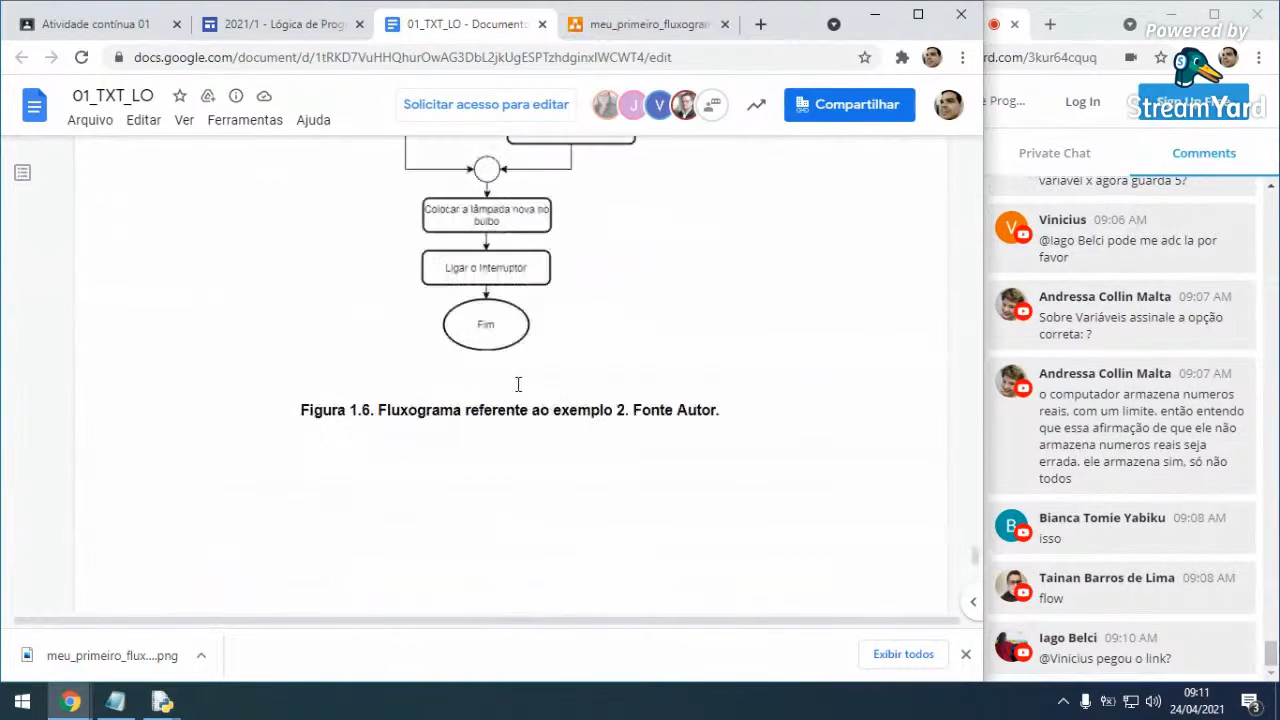 Atividade contínua 01
2021/1 - Lógica de Prog
01_TXT_LO - Documento
meu_primeiro_fluxogram
docs.google.com/document/d/1tRKD7VuHHQhurOwAG3DbL2jkUgESPTzhdginxIWCWT4/edit
rd.com/3kur64cquq
Powered by
StreamYard
01_TXT_LO
Arquivo
Editar
Ver
Ferramentas
Ajuda
Solicitar acesso para editar
J
V
Compartilhar
e Prog...
Log In
Private Chat
Comments
Colocar a lâmpada nova no
bulbo
Ligar o Interruptor
Fim
Figura 1.6. Fluxograma referente ao exemplo 2. Fonte Autor.
variavel x agora guarda 5?
V
Vinicius 09:06 AM
@Iago Belci pode me adc la por
favor
Andressa Collin Malta 09:07 AM
Sobre Variáveis assinale a opção
correta: ?
Andressa Collin Malta 09:07 AM
o computador armazena numeros
reais, com um limite. então entendo
que essa afirmação de que ele não
armazena numeros reais seja
errada. ele armazena sim, só não
todos
B
Bianca Tomie Yabiku 09:08 AM
isso
Tainan Barros de Lima 09:08 AM
flow
Iago Belci 09:10 AM
@Vinicius pegou o link?
meu_primeiro_flux....png
Exibir todos
09:11
24/04/2021
3